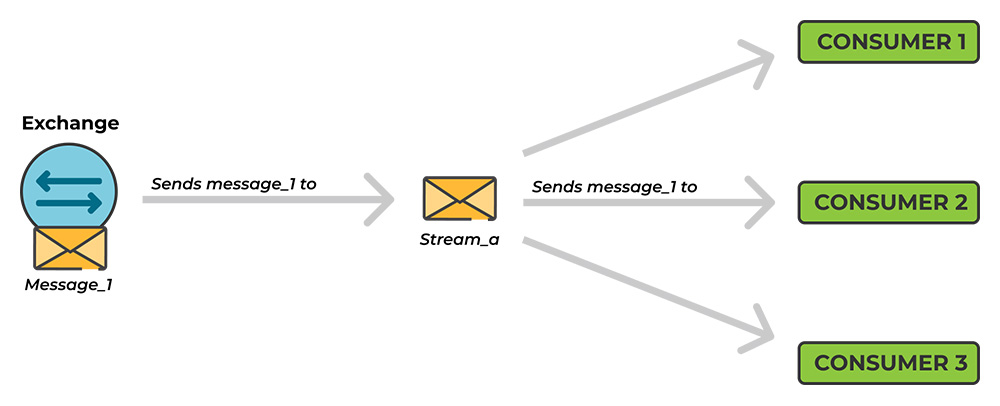 Exchange
Message_1
Sends message_1 to
Stream_a
Sends message_1 to
CONSUMER 1
CONSUMER 2
CONSUMER 3